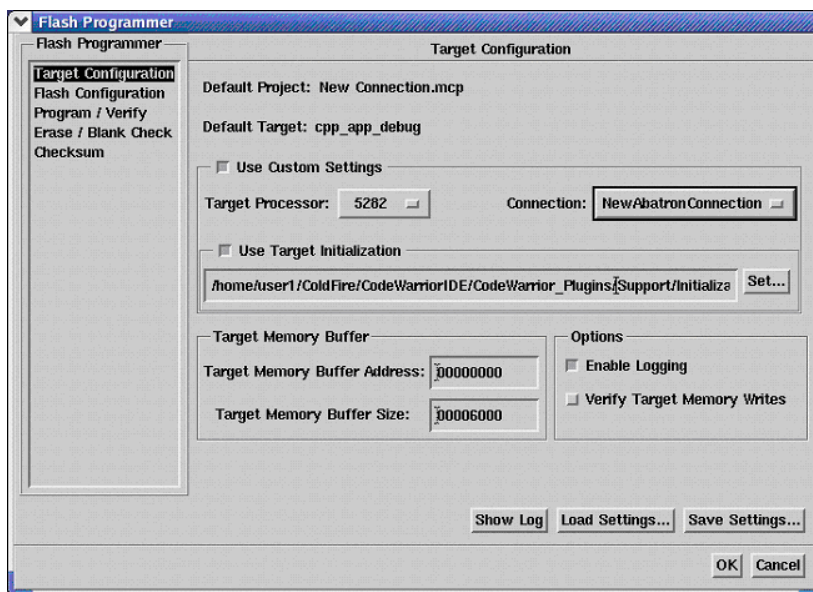 Flash Programmer
Flash Programmer
Target Configuration
Flash Configuration
Program / Verify
Erase / Blank Check
Checksum
Target Configuration
Default Project: New Connection.mcp
Default Target: cpp_app_debug
Use Custom Settings
Target Processor: 5282 Connection: NewAbatronConnection
Use Target Initialization
/home/user1/ColdFire/CodeWarriorIDE/CodeWarrior_Plugins/Support/Initializa Set...
Target Memory Buffer
Target Memory Buffer Address: 00000000
Target Memory Buffer Size: 00006000
Options
Enable Logging
Verify Target Memory Writes
Show Log Load Settings... Save Settings...
OK Cancel